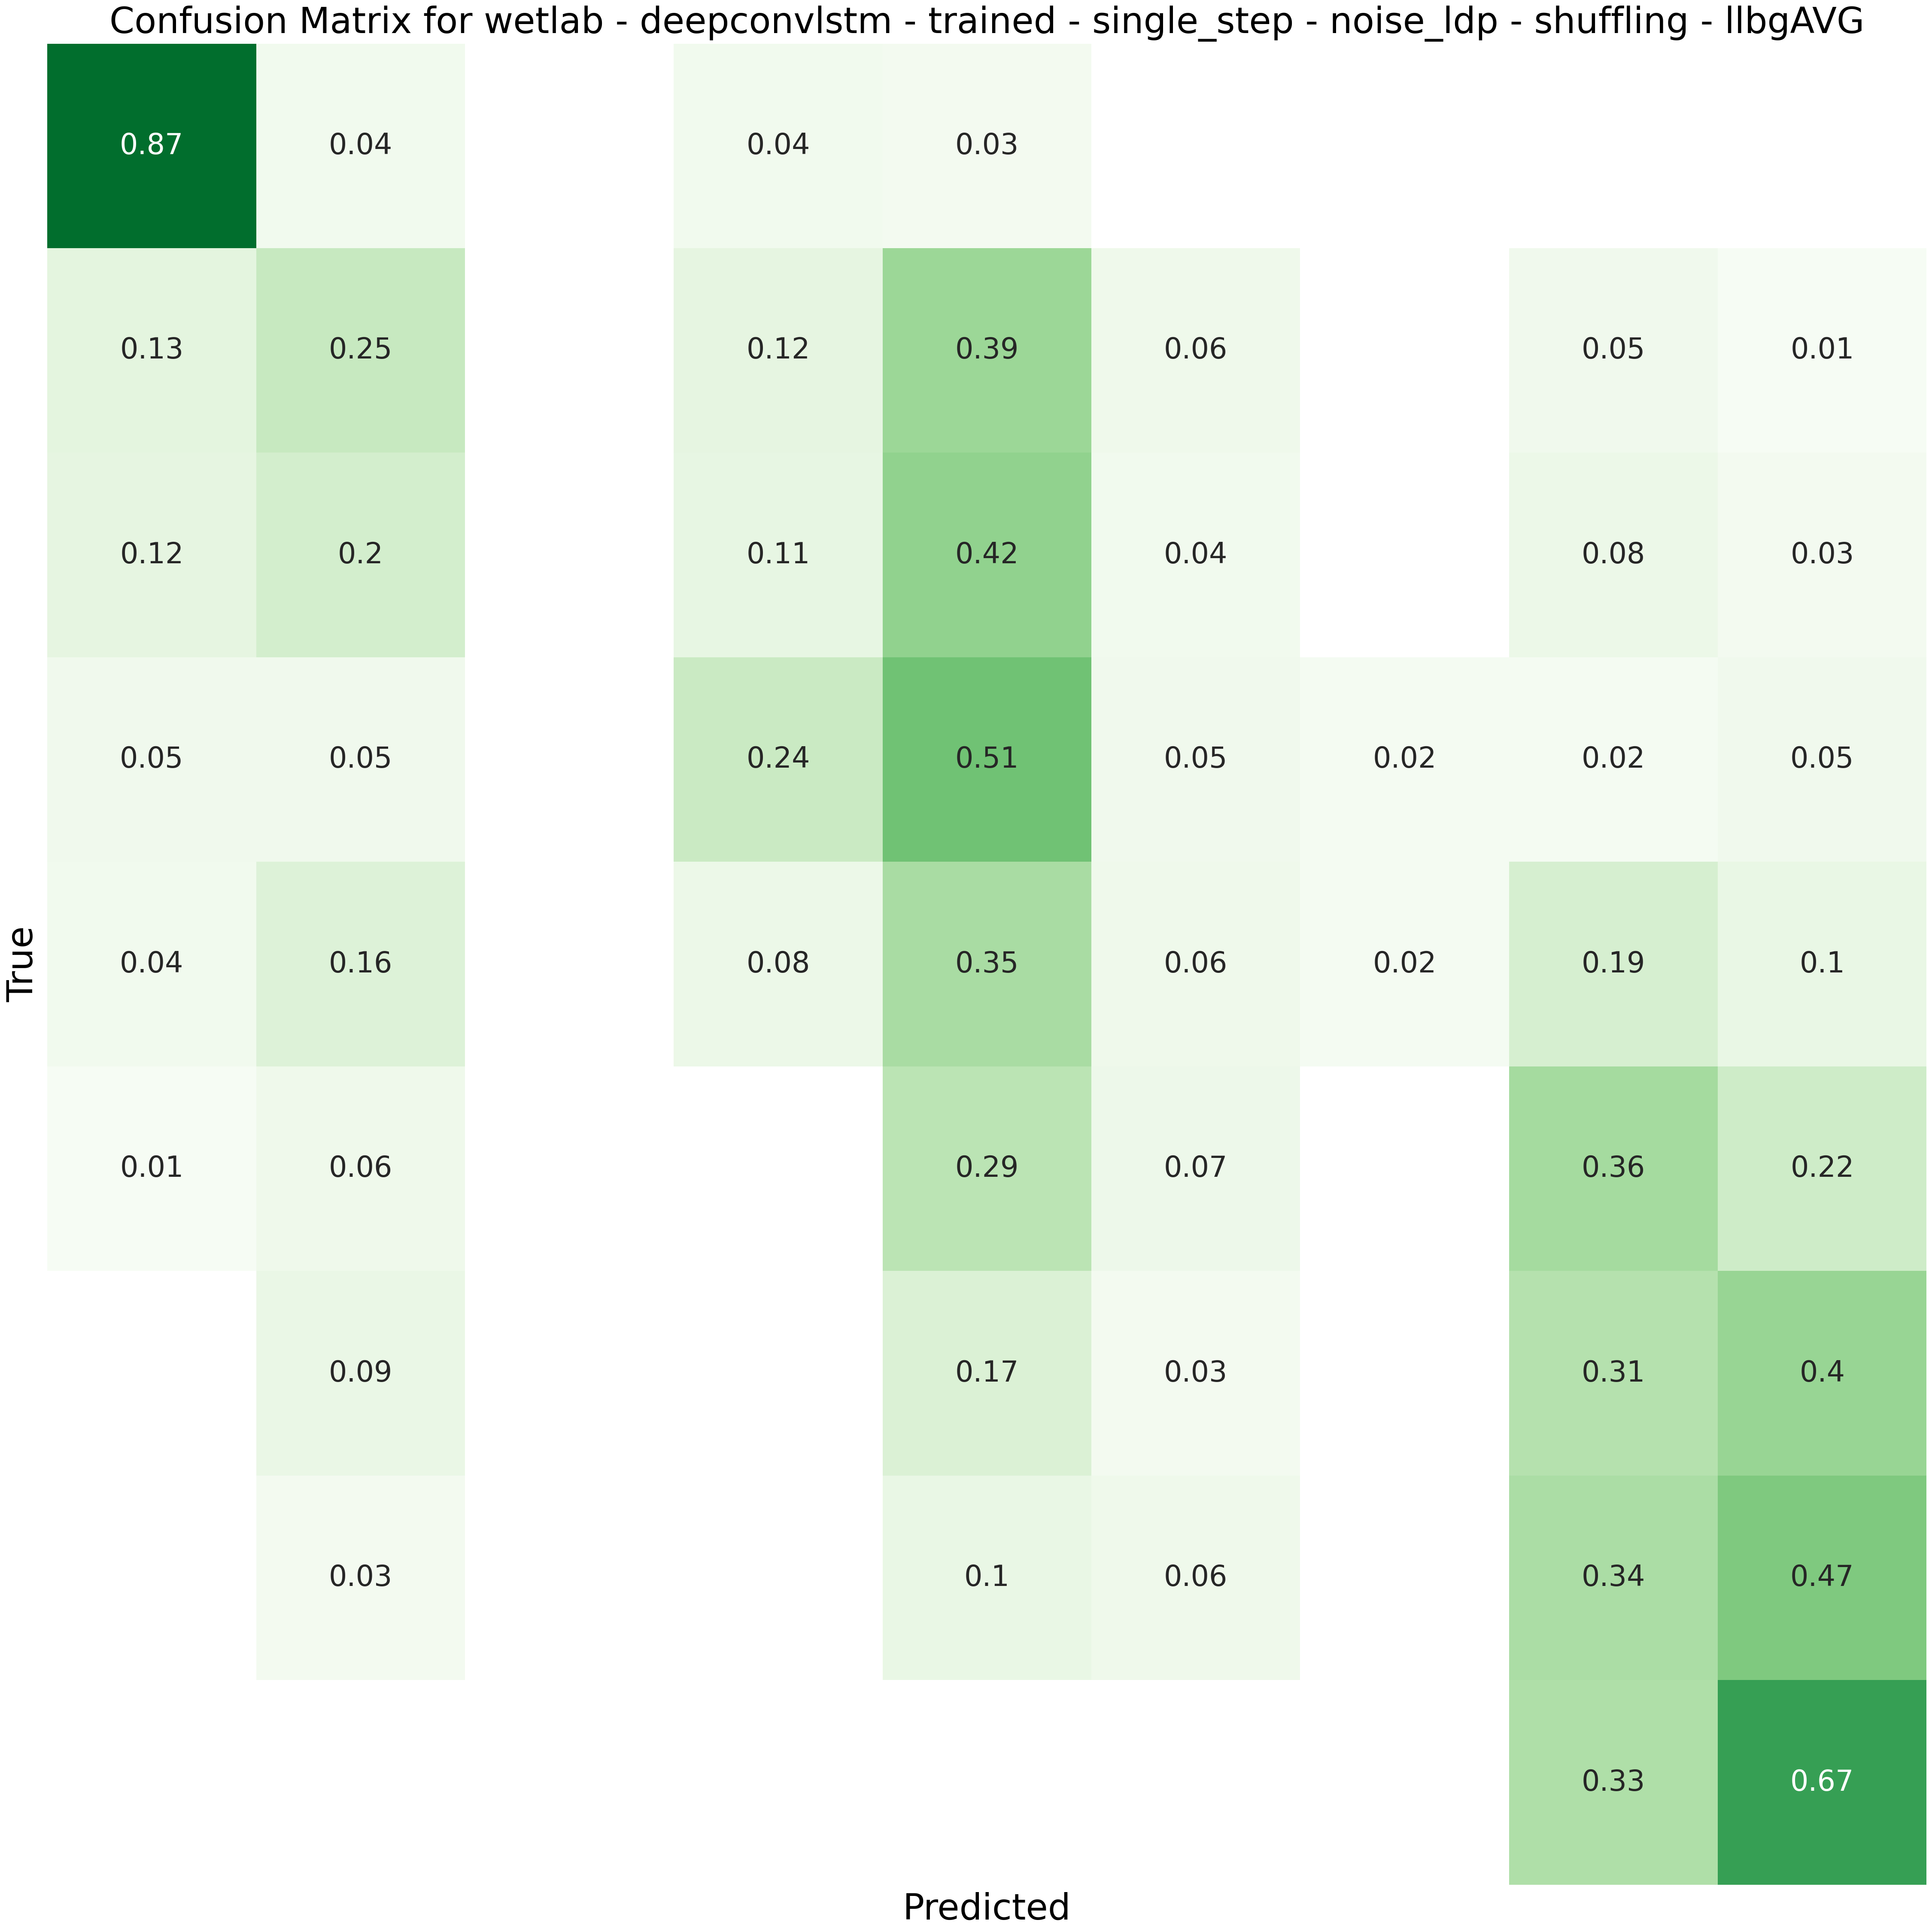 Confusion Matrix for wetlab - deepconvlstm - trained - single_step - noise_ldp - shuffling - llbgAVG
0.87 0.04 0.04 0.03
0.13 0.25 0.12 0.39 0.06 0.05 0.01
0.12 0.2 0.11 0.42 0.04 0.08 0.03
0.05 0.05 0.24 0.51 0.05 0.02 0.02 0.05
0.04 0.16 0.08 0.35 0.06 0.02 0.19 0.1
0.01 0.06 0.29 0.07 0.36 0.22
0.09 0.17 0.03 0.31 0.4
0.03 0.1 0.06 0.34 0.47
0.33 0.67
True
Predicted